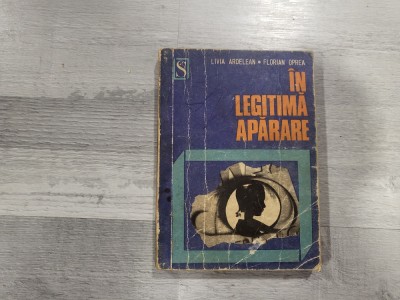 S
LIVIA ARDELEAN • FLORIAN OPREA
ÎN
LEGITIMĂ
APĂRARE